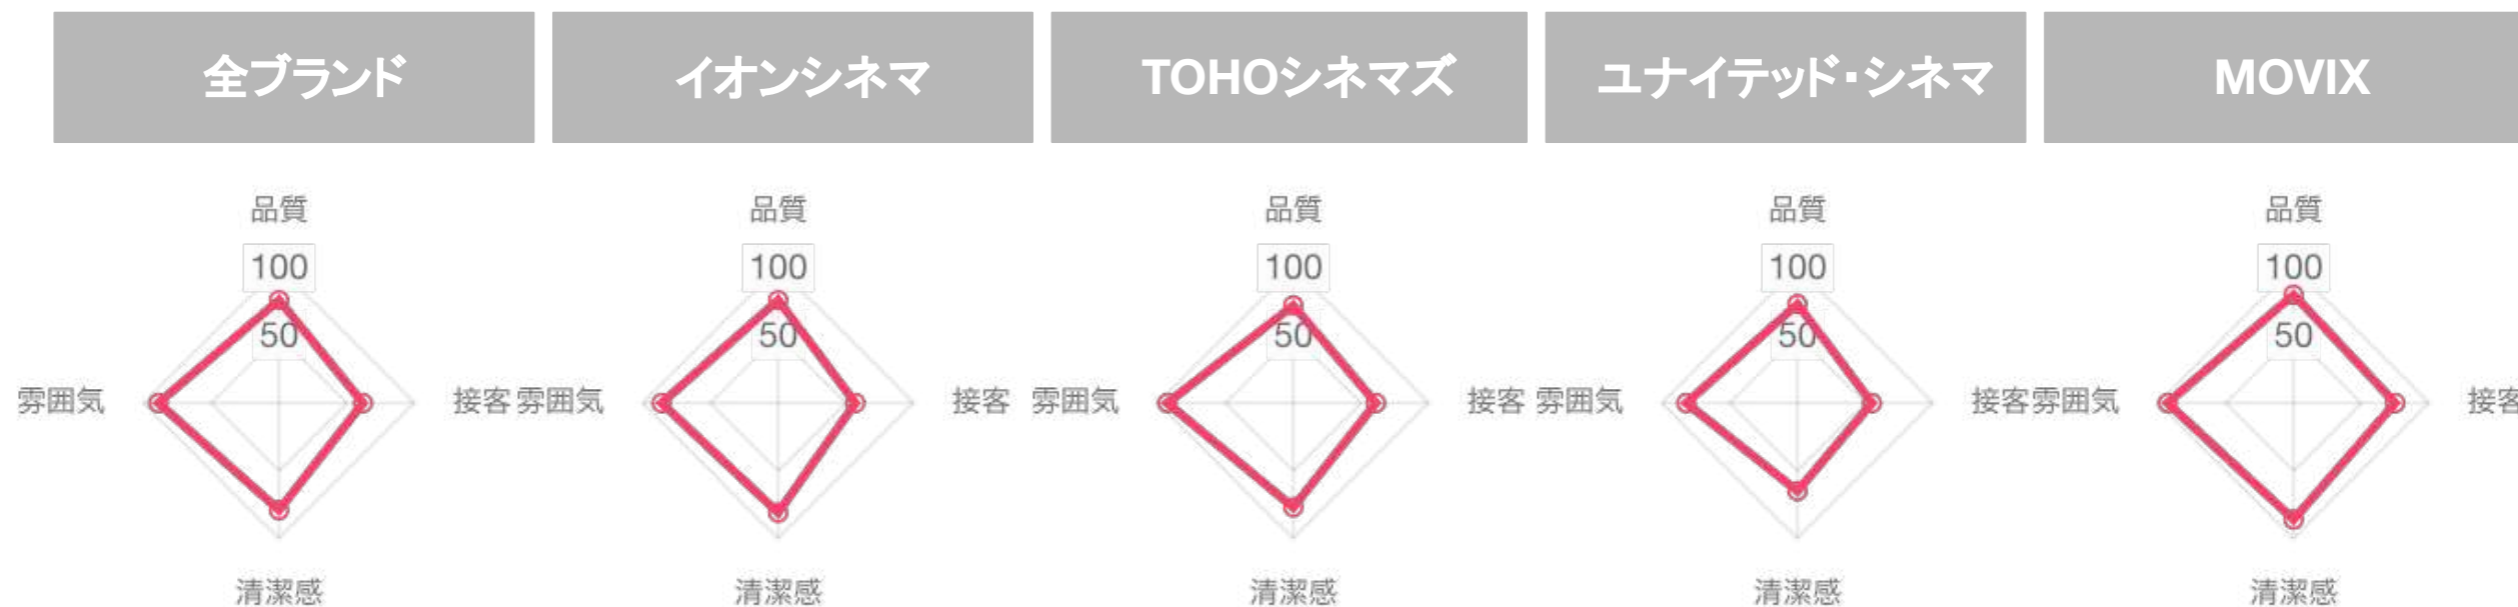 全ブランド
イオンシネマ
TOHOシネマズ
ユナイテッド・シネマ
MOVIX
品質
100
50
雰囲気
接客
清潔感
品質
100
50
雰囲気
接客
清潔感
品質
100
50
雰囲気
接客
清潔感
品質
100
50
雰囲気
接客
清潔感
品質
100
50
雰囲気
接客
清潔感